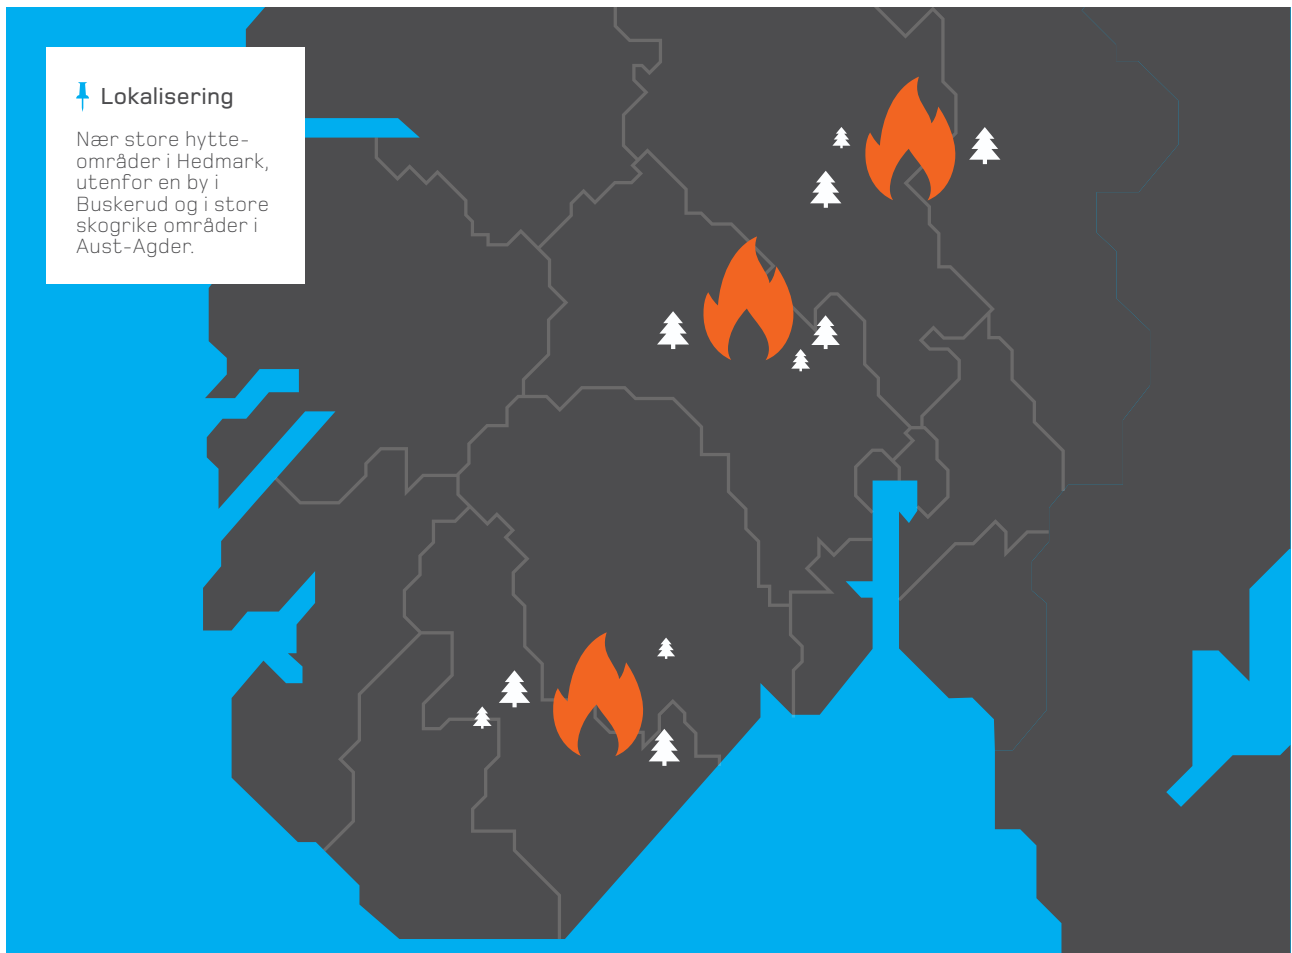 Lokalisering
Nær store hytte-
områder i Hedmark,
utenfor en by i
Buskerud og i store
skogrike områder i
Aust-Agder.